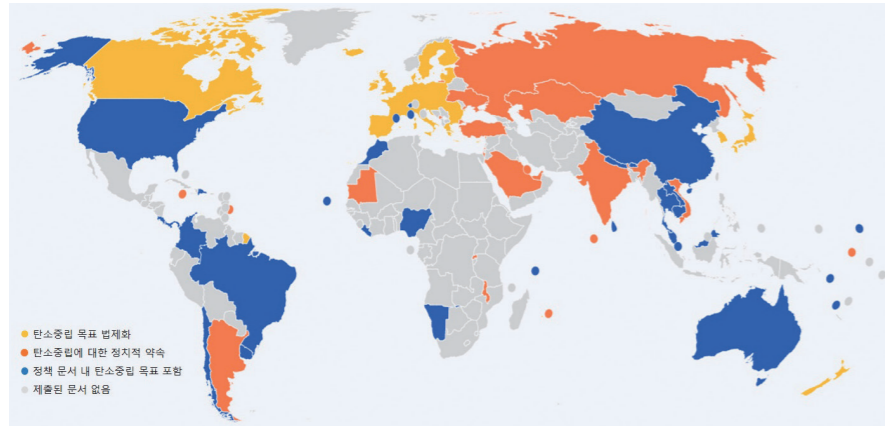 탄소중립 목표 법제화
탄소중립에 대한 정치적 약속
정책 문서 내 탄소중립 목표 포함
제출된 문서 없음